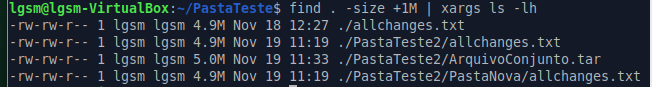 lgsm@lgsm-VirtualBox:~/PastaTeste$ find . -size +1M | xargs ls -lh
-rw-rw-r-- 1 lgsm lgsm 4.9M Nov 18 12:27 ./allchanges.txt
-rw-rw-r-- 1 lgsm lgsm 4.9M Nov 19 11:19 ./PastaTeste2/allchanges.txt
-rw-rw-r-- 1 lgsm lgsm 5.0M Nov 19 11:33 ./PastaTeste2/ArquivoConjunto.tar
-rw-rw-r-- 1 lgsm lgsm 4.9M Nov 19 11:19 ./PastaTeste2/PastaNova/allchanges.txt